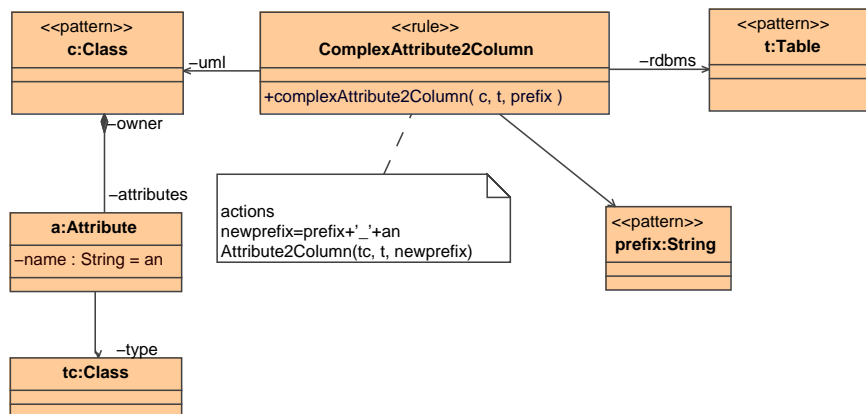 <<pattern>>
c:Class
–uml
<<rule>>
ComplexAttribute2Column
+complexAttribute2Column( c, t, prefix )
–rdbms
<<pattern>>
t:Table
–owner
–attributes
a:Attribute
–name : String = an
–type
tc:Class
actions
newprefix=prefix+'_'+an
Attribute2Column(tc, t, newprefix)
<<pattern>>
prefix:String